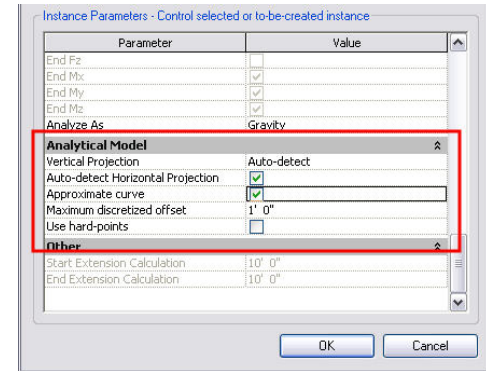 Instance Parameters - Control selected or to-be-created instance
Parameter Value
End Fz
End Mx
End My
End Mz
Analyze As Gravity
Analytical Model
Vertical Projection Auto-detect
Auto-detect Horizontal Projection
Approximate curve
Maximum discretized offset 1' 0"
Use hard-points
Other
Start Extension Calculation 10' 0"
End Extension Calculation 10' 0"
OK Cancel